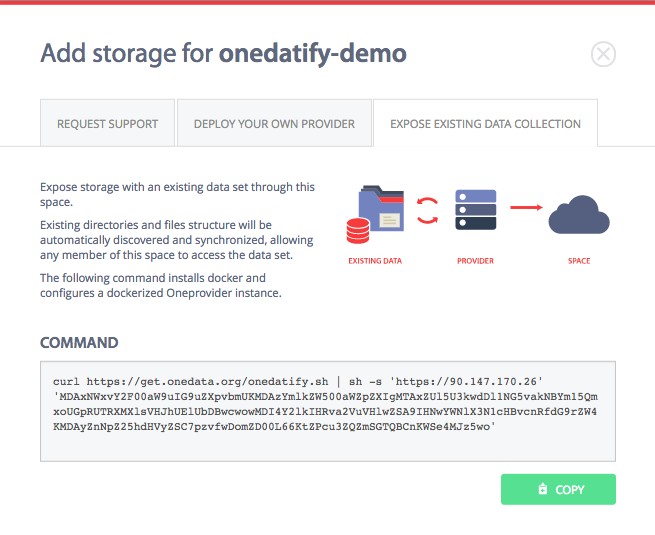 Add storage for onedatify-demo
REQUEST SUPPORT
DEPLOY YOUR OWN PROVIDER
EXPOSE EXISTING DATA COLLECTION
Expose storage with an existing data set through this
space.
Existing directories and files structure will be
automatically discovered and synchronized, allowing
any member of this space to access the data set.
The following command installs docker and
configures a dockerized Oneprovider instance.
EXISTING DATA
PROVIDER
SPACE
COMMAND
curl https://get.onedata.org/onedatify.sh | sh -s 'https://90.147.170.26'
'MDAxNWxvY2F00aW9uIG9uZXpvbmUKMDAzYmlkZW500aWZpZXIgMTAxZUl5U3kwdDl1NG5vakNBYm15Qm
xoUGpRUTRXMXlsVHJhUElUbDBwcwowMDI4Y2lkIHRva2VuVHlwZSA9IHNwYWNlX3N1cHBvcnRfdG9rZW4
KMDAyZnNpZ25hdHVyZSC7pzvfwDomZD00L66KtZPcu3ZQZmSGTQBCnKWSe4MJz5wo'
COPY